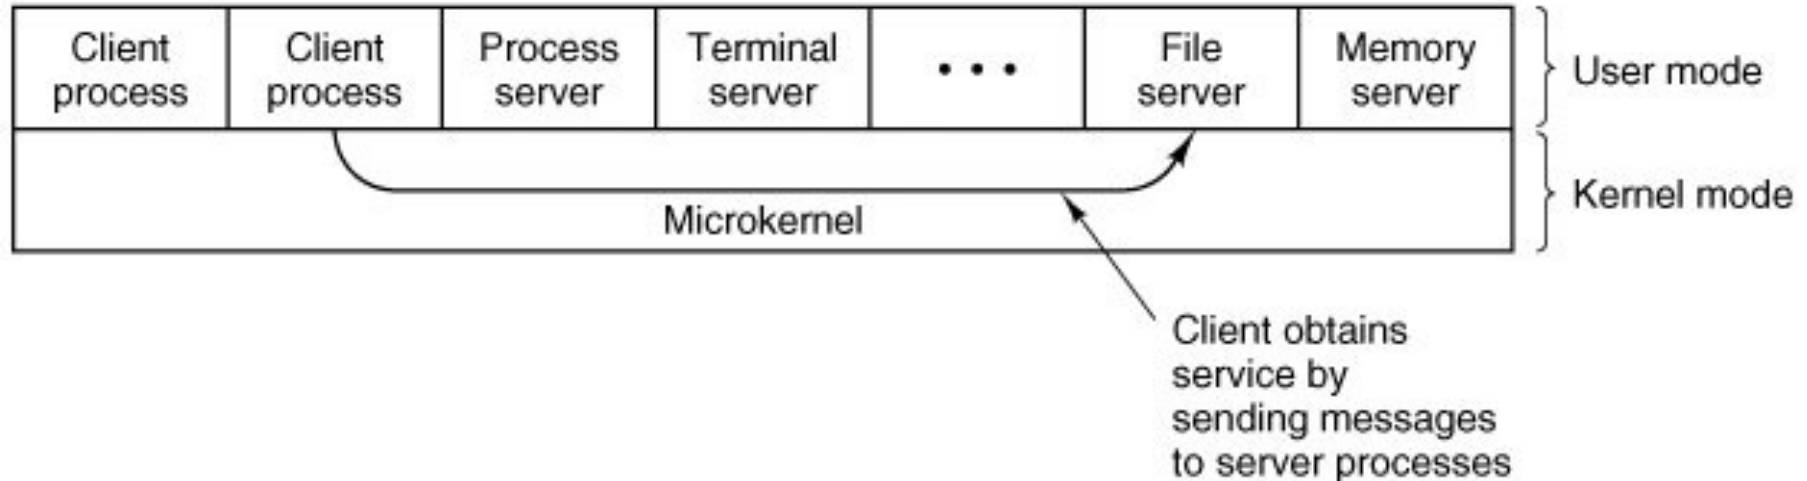 Client
process
Client
process
Process
server
Terminal
server
• • •
File
server
Memory
server
User mode
Microkernel
Kernel mode
Client obtains
service by
sending messages
to server processes